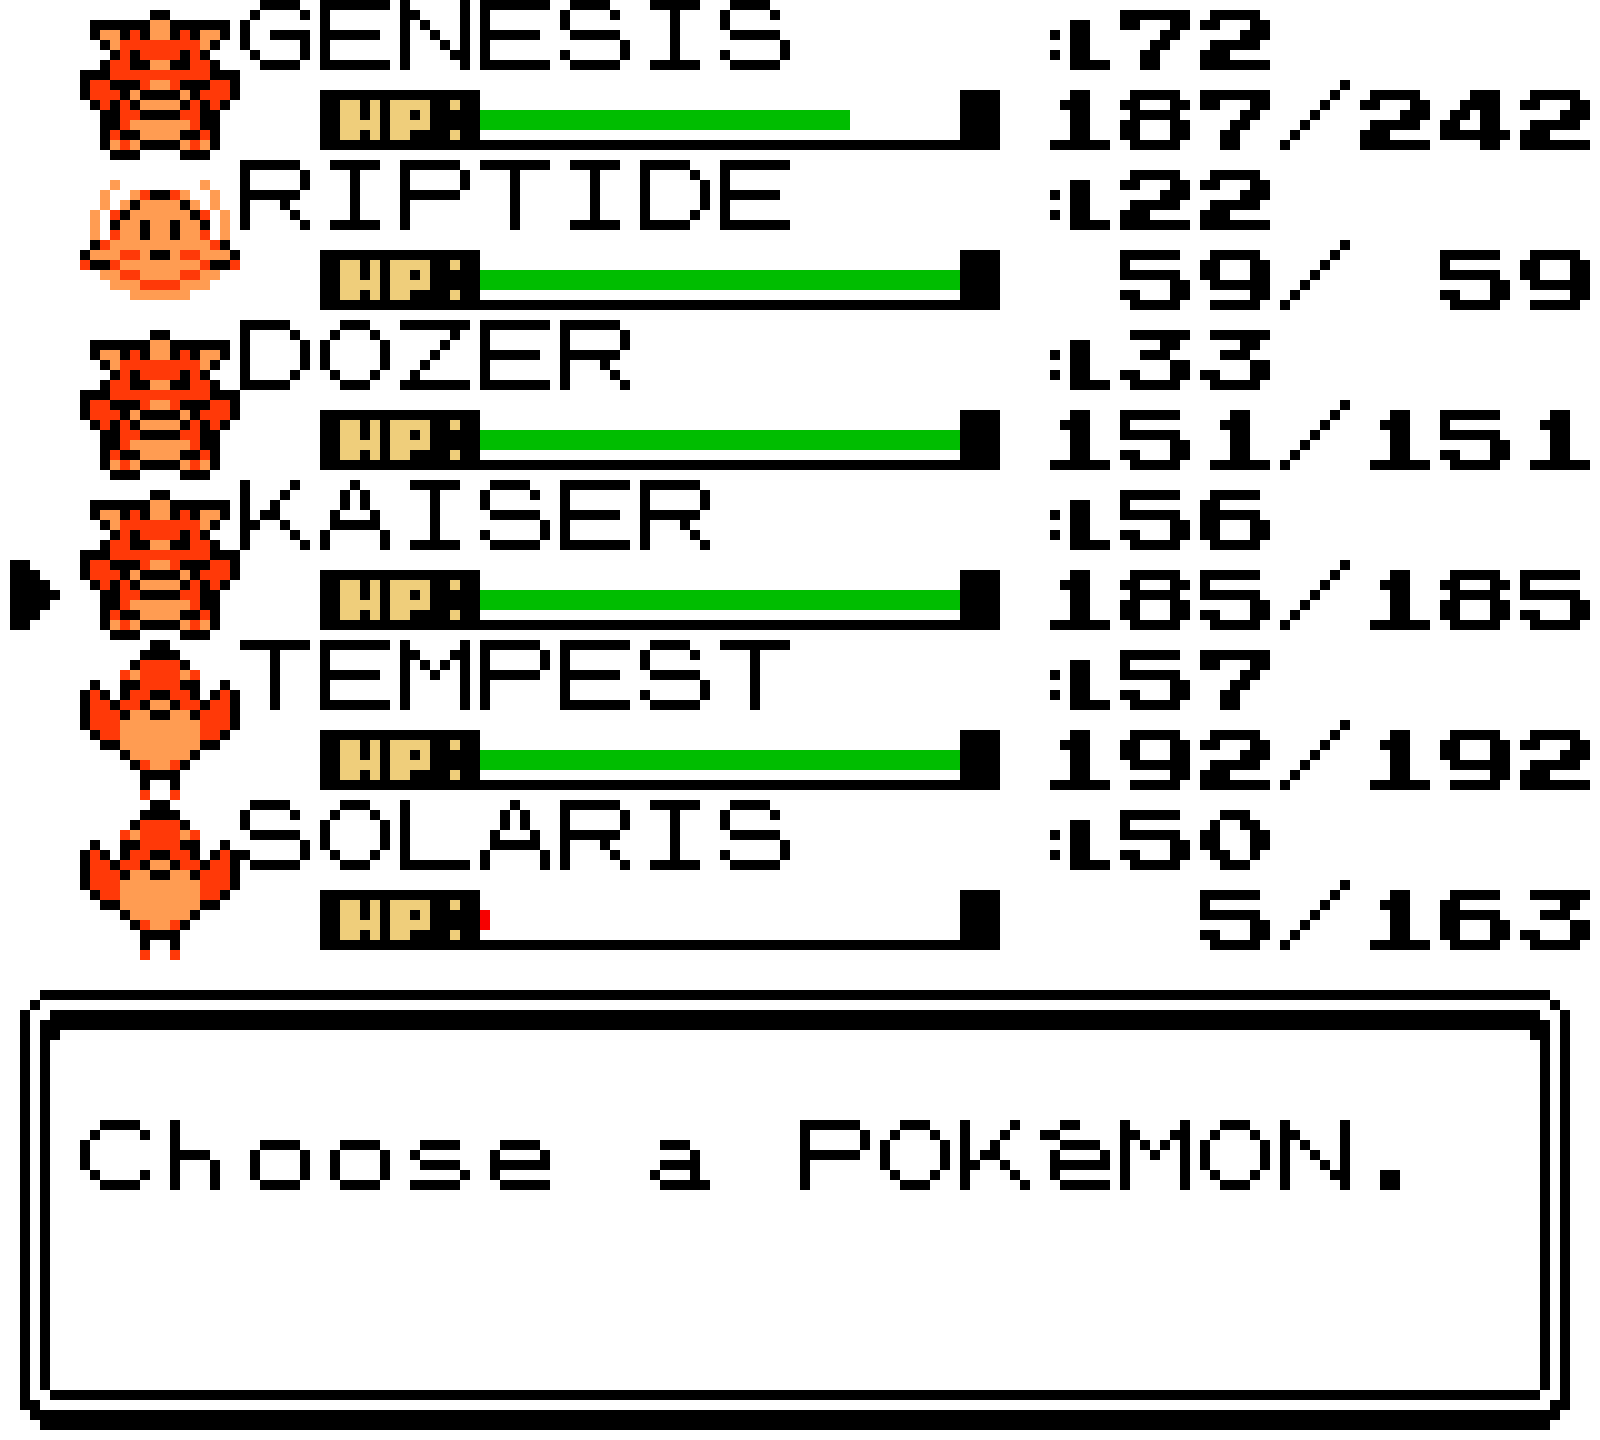 GENESIS :L72
HP: 187/242
RIPTIDE :L22
HP: 59/ 59
DOZER :L33
HP: 151/151
KAISER :L56
HP: 185/185
TEMPEST :L57
HP: 192/192
SOLARIS :L50
HP: 5/163
Choose a POKéMON.